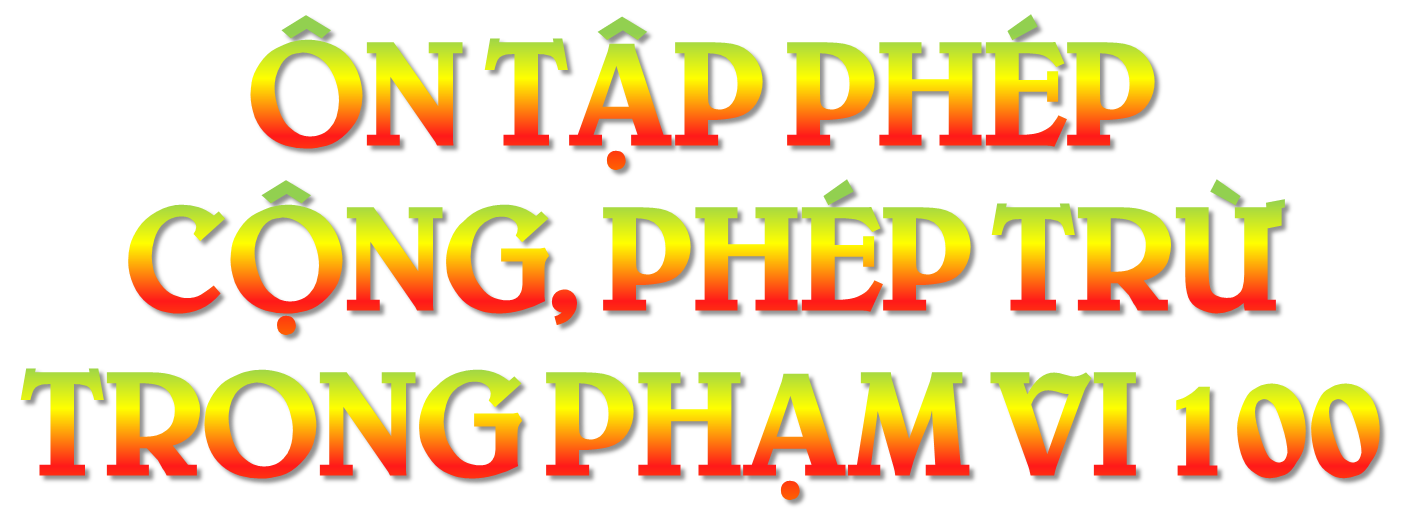 ÔN TẬP PHÉP
CỘNG, PHÉP TRỪ
TRONG PHẠM VI 100